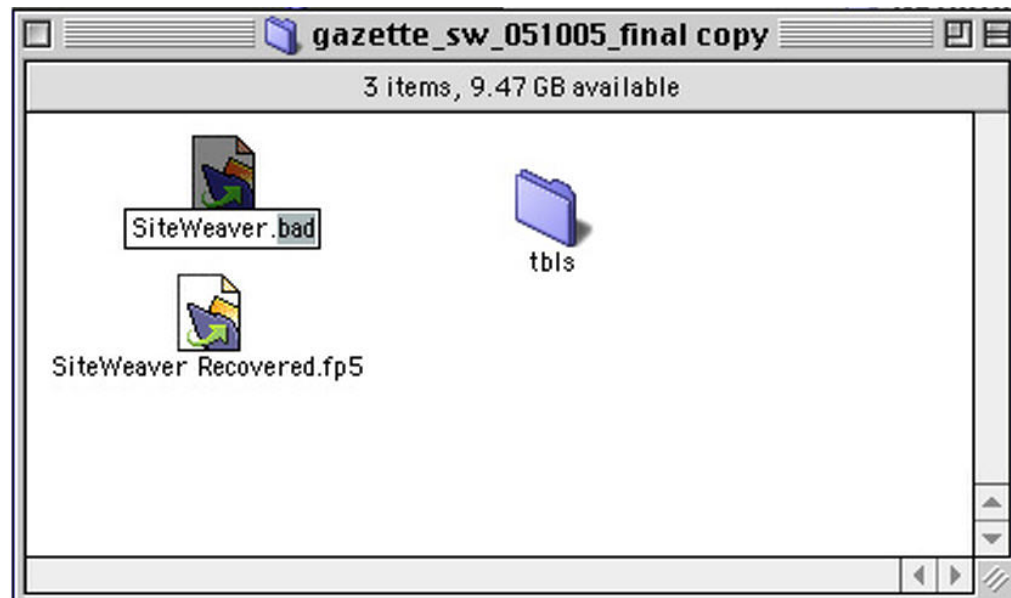 gazette_sw_051005_final copy
3 items, 9.47 GB available
SiteWeaver.bad
tbls
SiteWeaver Recovered.fp5